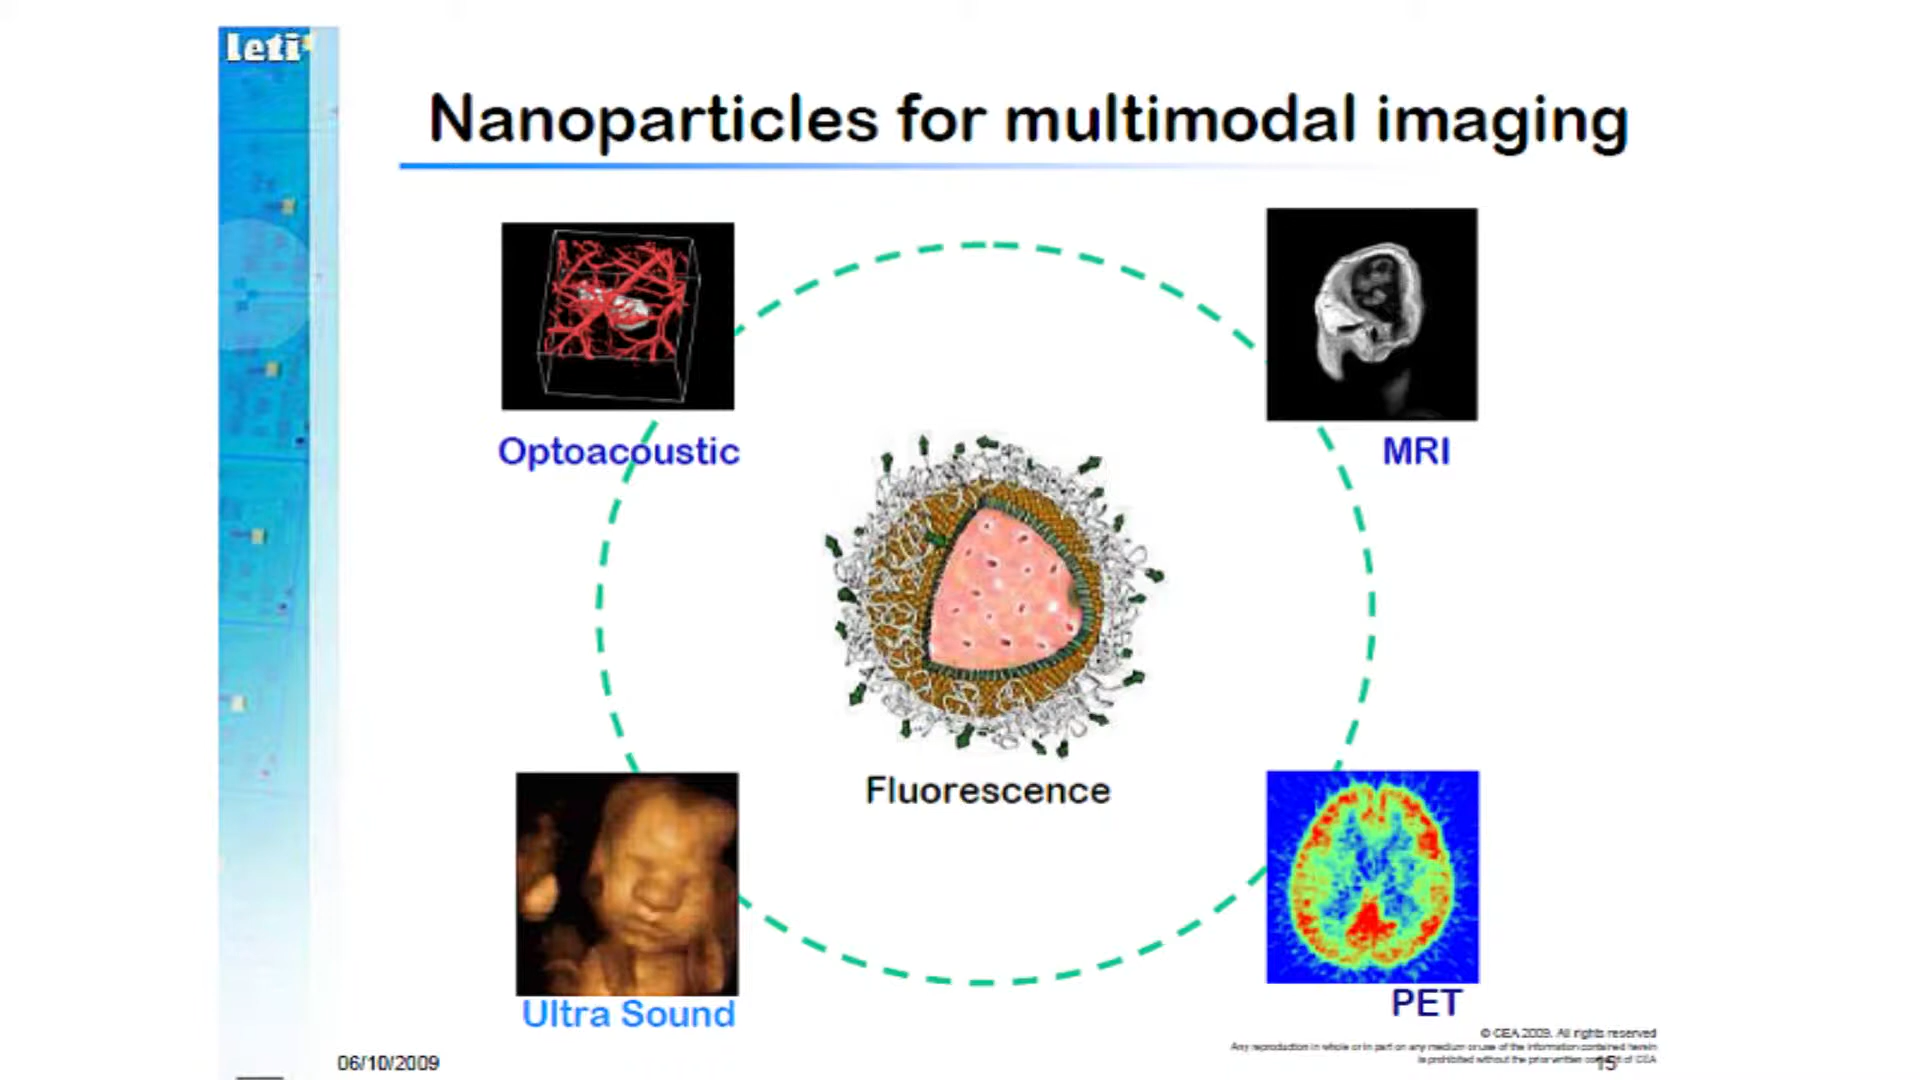 leti
Nanoparticles for multimodal imaging
Optoacoustic
MRI
Fluorescence
Ultra Sound
PET
© CEA 2009. All rights reserved
Any reproduction in whole or in part on any medium or use of the information contained herein
is prohibited without the prior written of CEA
06/10/2009
15